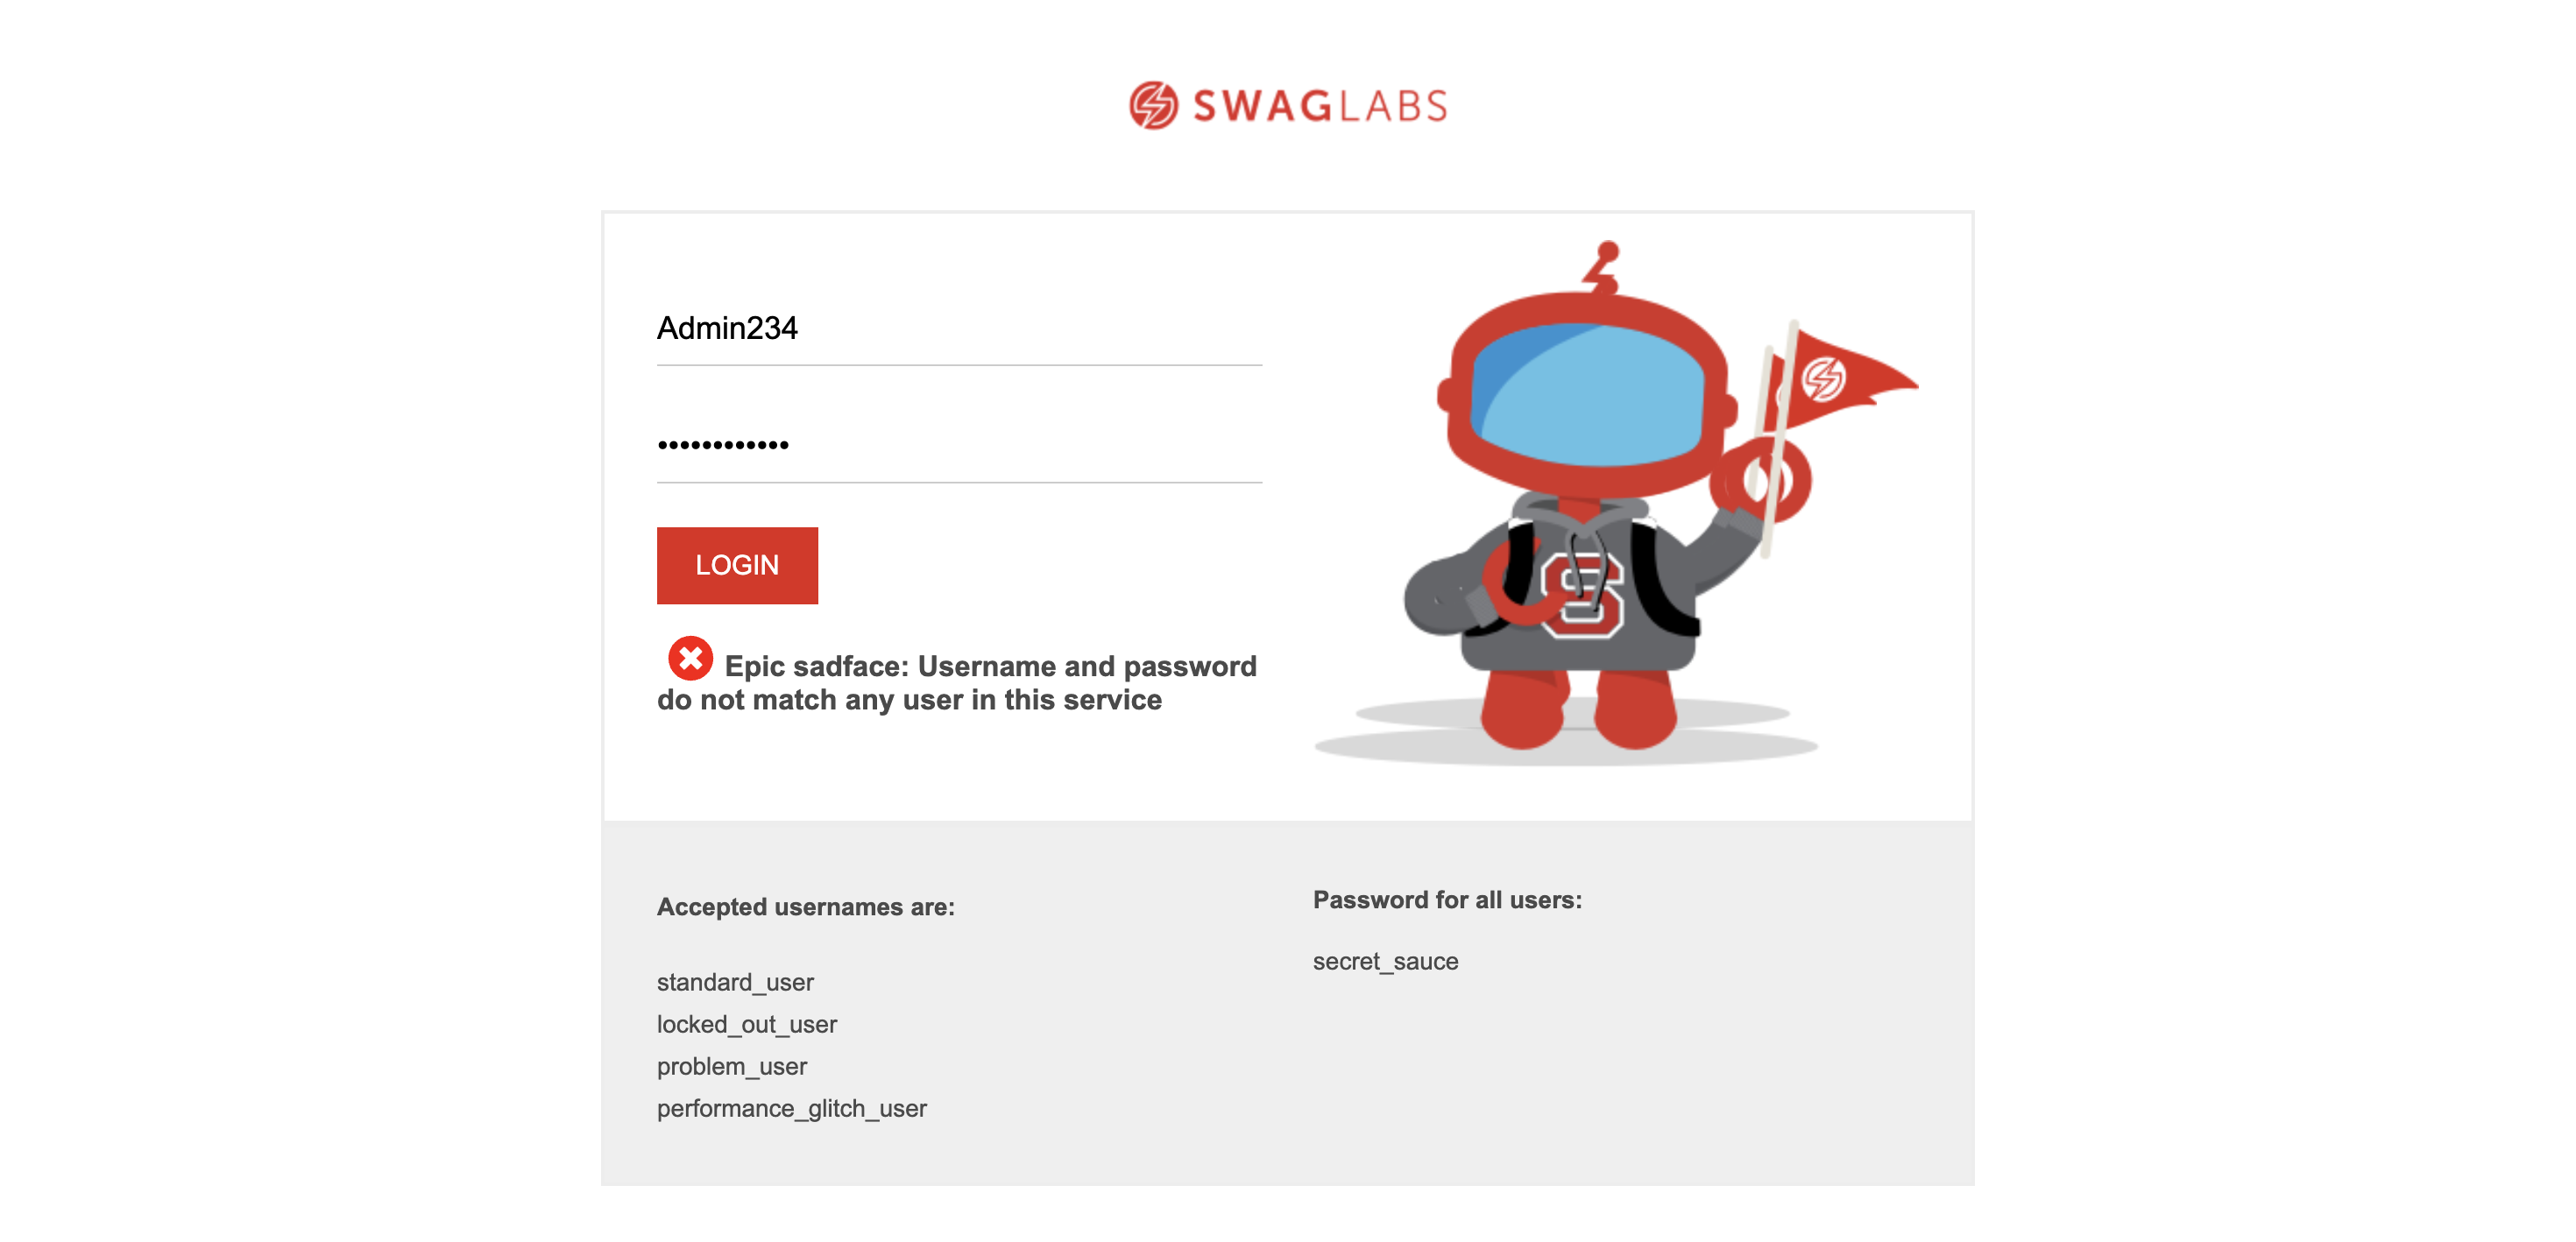 SWAGLABS
Admin234
••••••••••••
LOGIN
Epic sadface: Username and password
do not match any user in this service
S
Accepted usernames are:
standard_user
locked_out_user
problem_user
performance_glitch_user
Password for all users:
secret_sauce